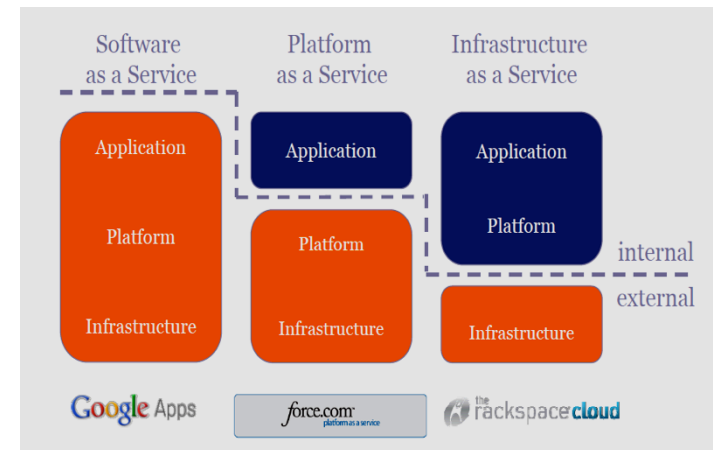 Software
as a Service
Platform
as a Service
Infrastructure
as a Service
Application
Platform
Infrastructure
Application
Platform
Infrastructure
Application
Platform
Infrastructure
internal
external
Google Apps
force.com
platform as a service
the
rackspace cloud